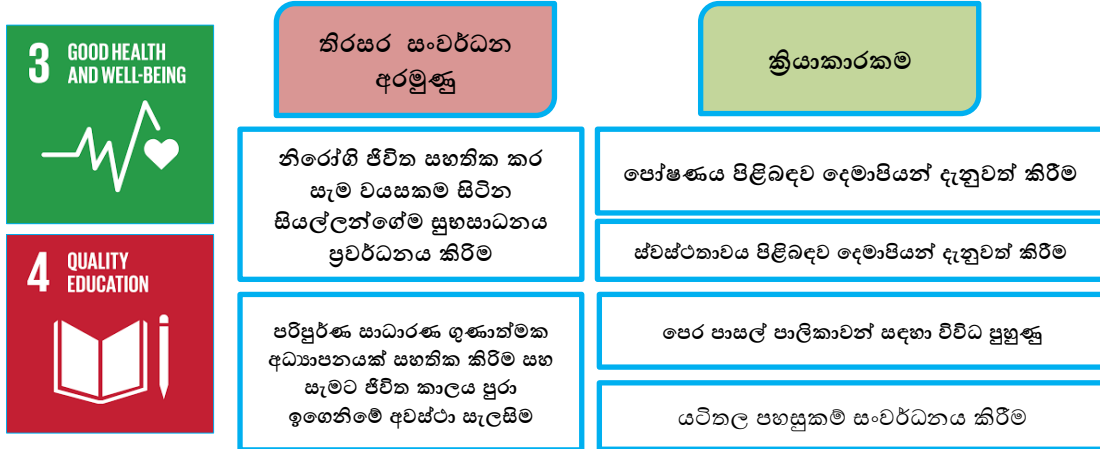 3 GOOD HEALTH
AND WELL-BEING
තිරසර සංවර්ධන
අරමුණු
ක්‍රියාකාරකම
නිරෝගි ජිවිත සහතික කර
සැම වයසකම සිටින
සියල්ලන්ගේම සුභසාධනය
ප්‍රවර්ධනය කිරිම
පෝෂණය පිළිබඳව දෙමාපියන් දැනුවත් කිරීම
ස්වස්ථතාවය පිළිබඳව දෙමාපියන් දැනුවත් කිරීම
4 QUALITY
EDUCATION
පරිපුර්ණ සාධාරණ ගුණාත්මක
අධ්‍යාපනයක් සහතික කිරිම සහ
සැමට ජිවිත කාලය පුරා
ඉගෙනිමේ අවස්ථා සැලසිම
පෙර පාසල් පාලිකාවන් සඳහා විවිධ පුහුණු
යටිතල පහසුකම් සංවර්ධනය කිරීම